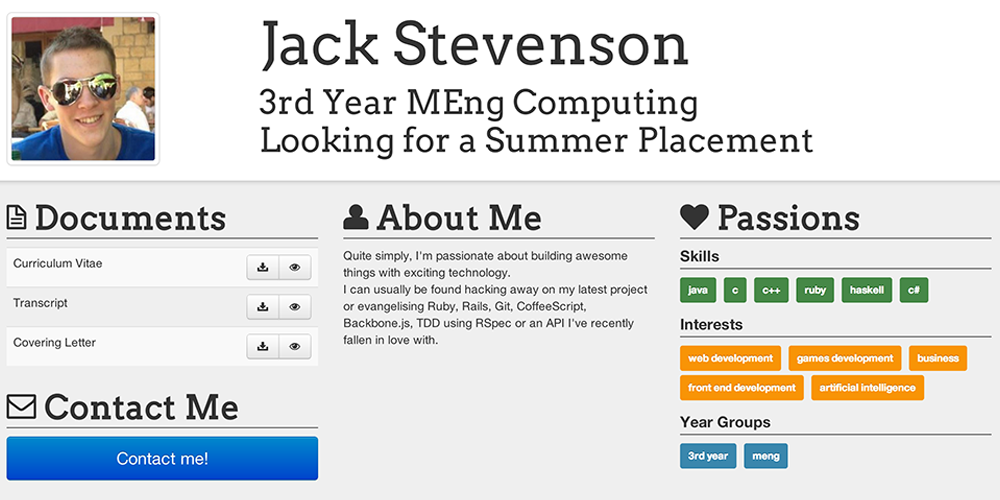 Jack Stevenson
3rd Year MEng Computing
Looking for a Summer Placement
Documents
Curriculum Vitae
Transcript
Covering Letter
Contact Me
Contact me!
About Me
Quite simply, I'm passionate about building awesome
things with exciting technology.
I can usually be found hacking away on my latest project
or evangelising Ruby, Rails, Git, CoffeeScript,
Backbone.js, TDD using RSpec or an API I've recently
fallen in love with.
Passions
Skills
java c c++ ruby haskell c#
Interests
web development games development business
front end development artificial intelligence
Year Groups
3rd year meng